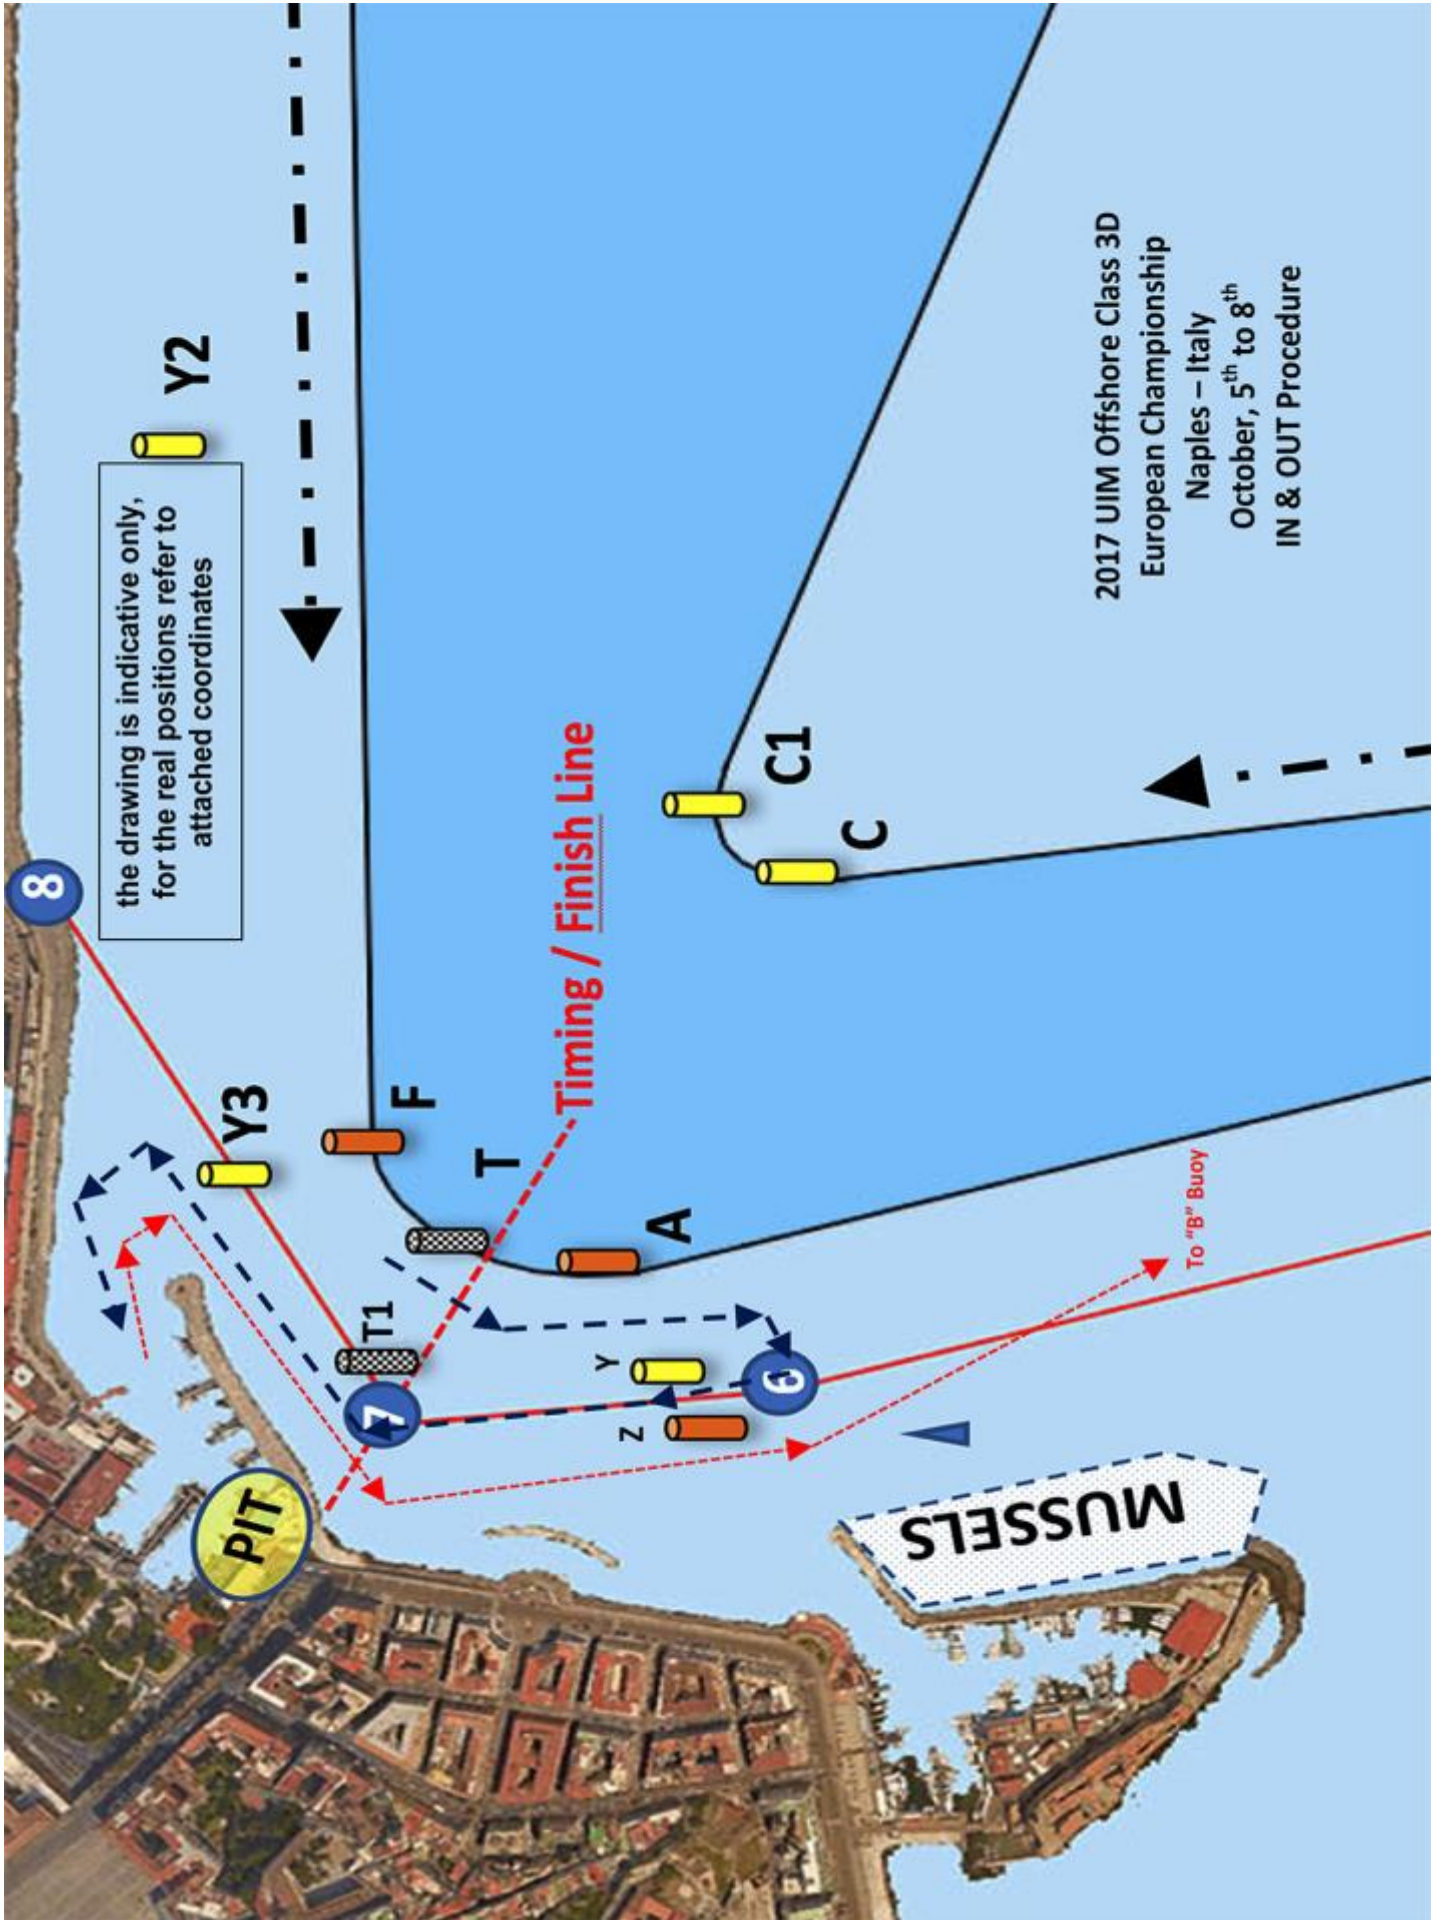 8
the drawing is indicative only,
for the real positions refer to
attached coordinates
Y2
PIT
7
T1
Y3
F
T
A
Timing / Finish Line
Z
Y
6
C
C1
MUSSELS
To “B” Buoy
2017 UIM Offshore Class 3D
European Championship
Naples – Italy
October, 5th to 8th
IN & OUT Procedure